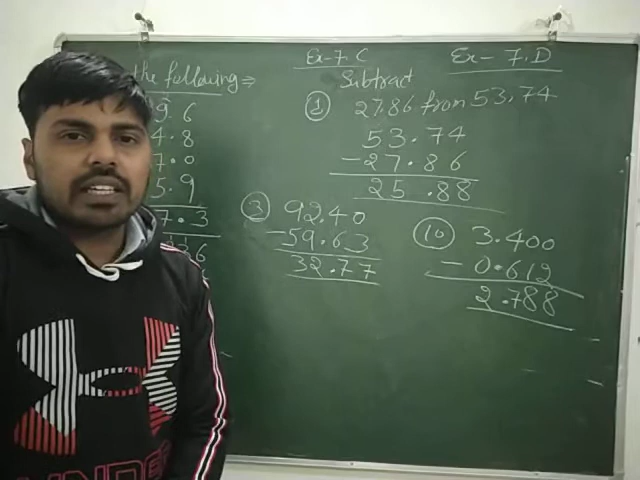 the following ⇒
9.6
4.8
7.0
5.9
7.3
Ex-7.C
Ex-7.D
Subtract
① 27.86 from 53.74
53.74
-27.86
25.88
③ 92.40
-59.63
32.77
⑩ 3.400
-0.612
2.788
UNDER